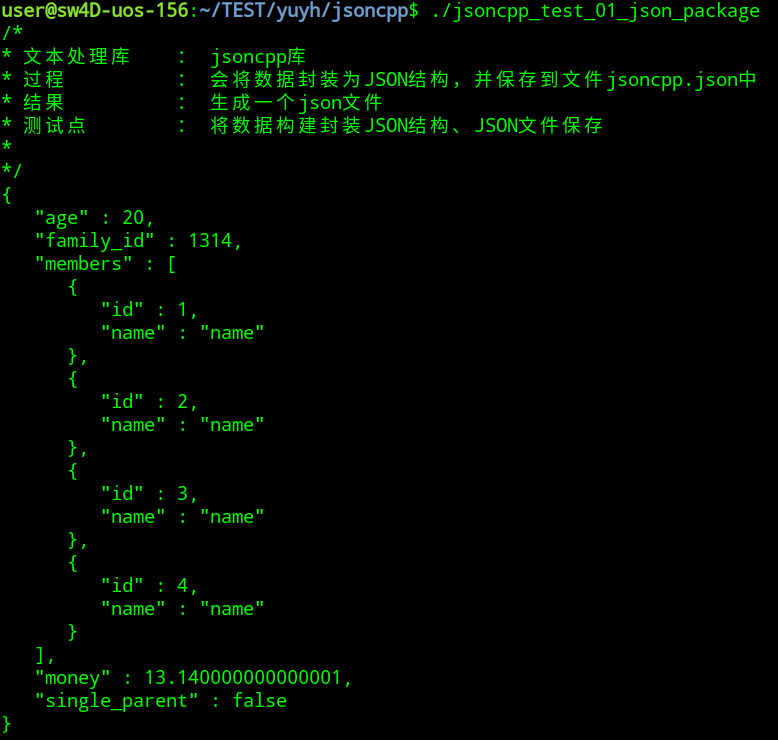 user@sw4D-uos-156:~/TEST/yuyh/jsoncpp$ ./jsoncpp_test_01_json_package
/*
* 文本处理库    :  jsoncpp库
* 过程          :  会将数据封装为JSON结构，并保存到文件jsoncpp.json中
* 结果          :  生成一个json文件
* 测试点        :  将数据构建封装JSON结构、JSON文件保存
*
*/
{
   "age" : 20,
   "family_id" : 1314,
   "members" : [
      {
         "id" : 1,
         "name" : "name"
      },
      {
         "id" : 2,
         "name" : "name"
      },
      {
         "id" : 3,
         "name" : "name"
      },
      {
         "id" : 4,
         "name" : "name"
      }
   ],
   "money" : 13.140000000000001,
   "single_parent" : false
}